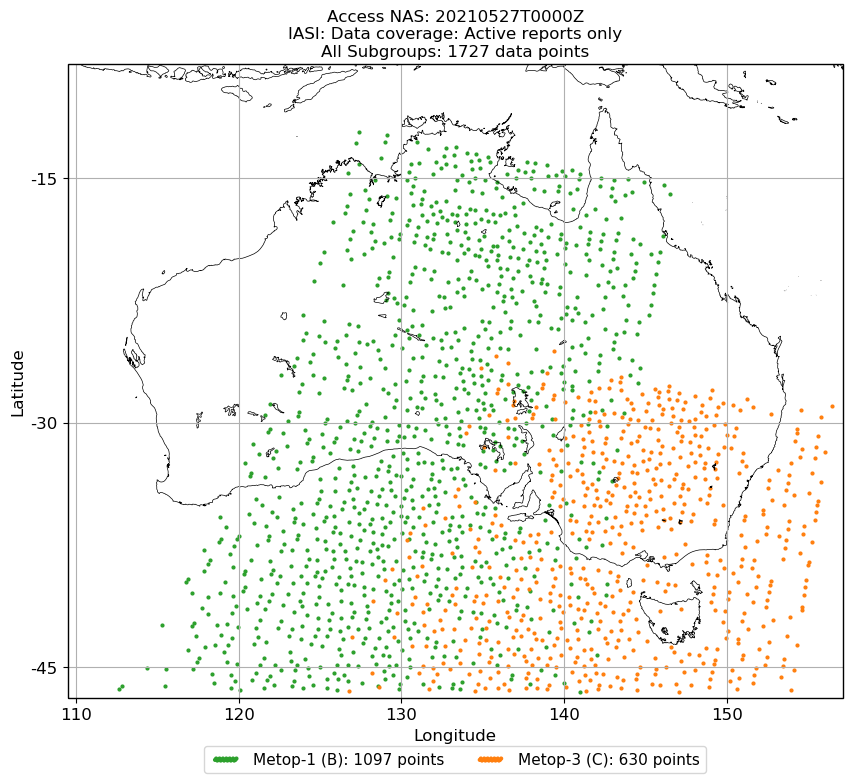 Access NAS: 20210527T0000Z
IASI: Data coverage: Active reports only
All Subgroups: 1727 data points
Latitude
-15
-30
-45
110
120
130
140
150
Longitude
Metop-1 (B): 1097 points
Metop-3 (C): 630 points